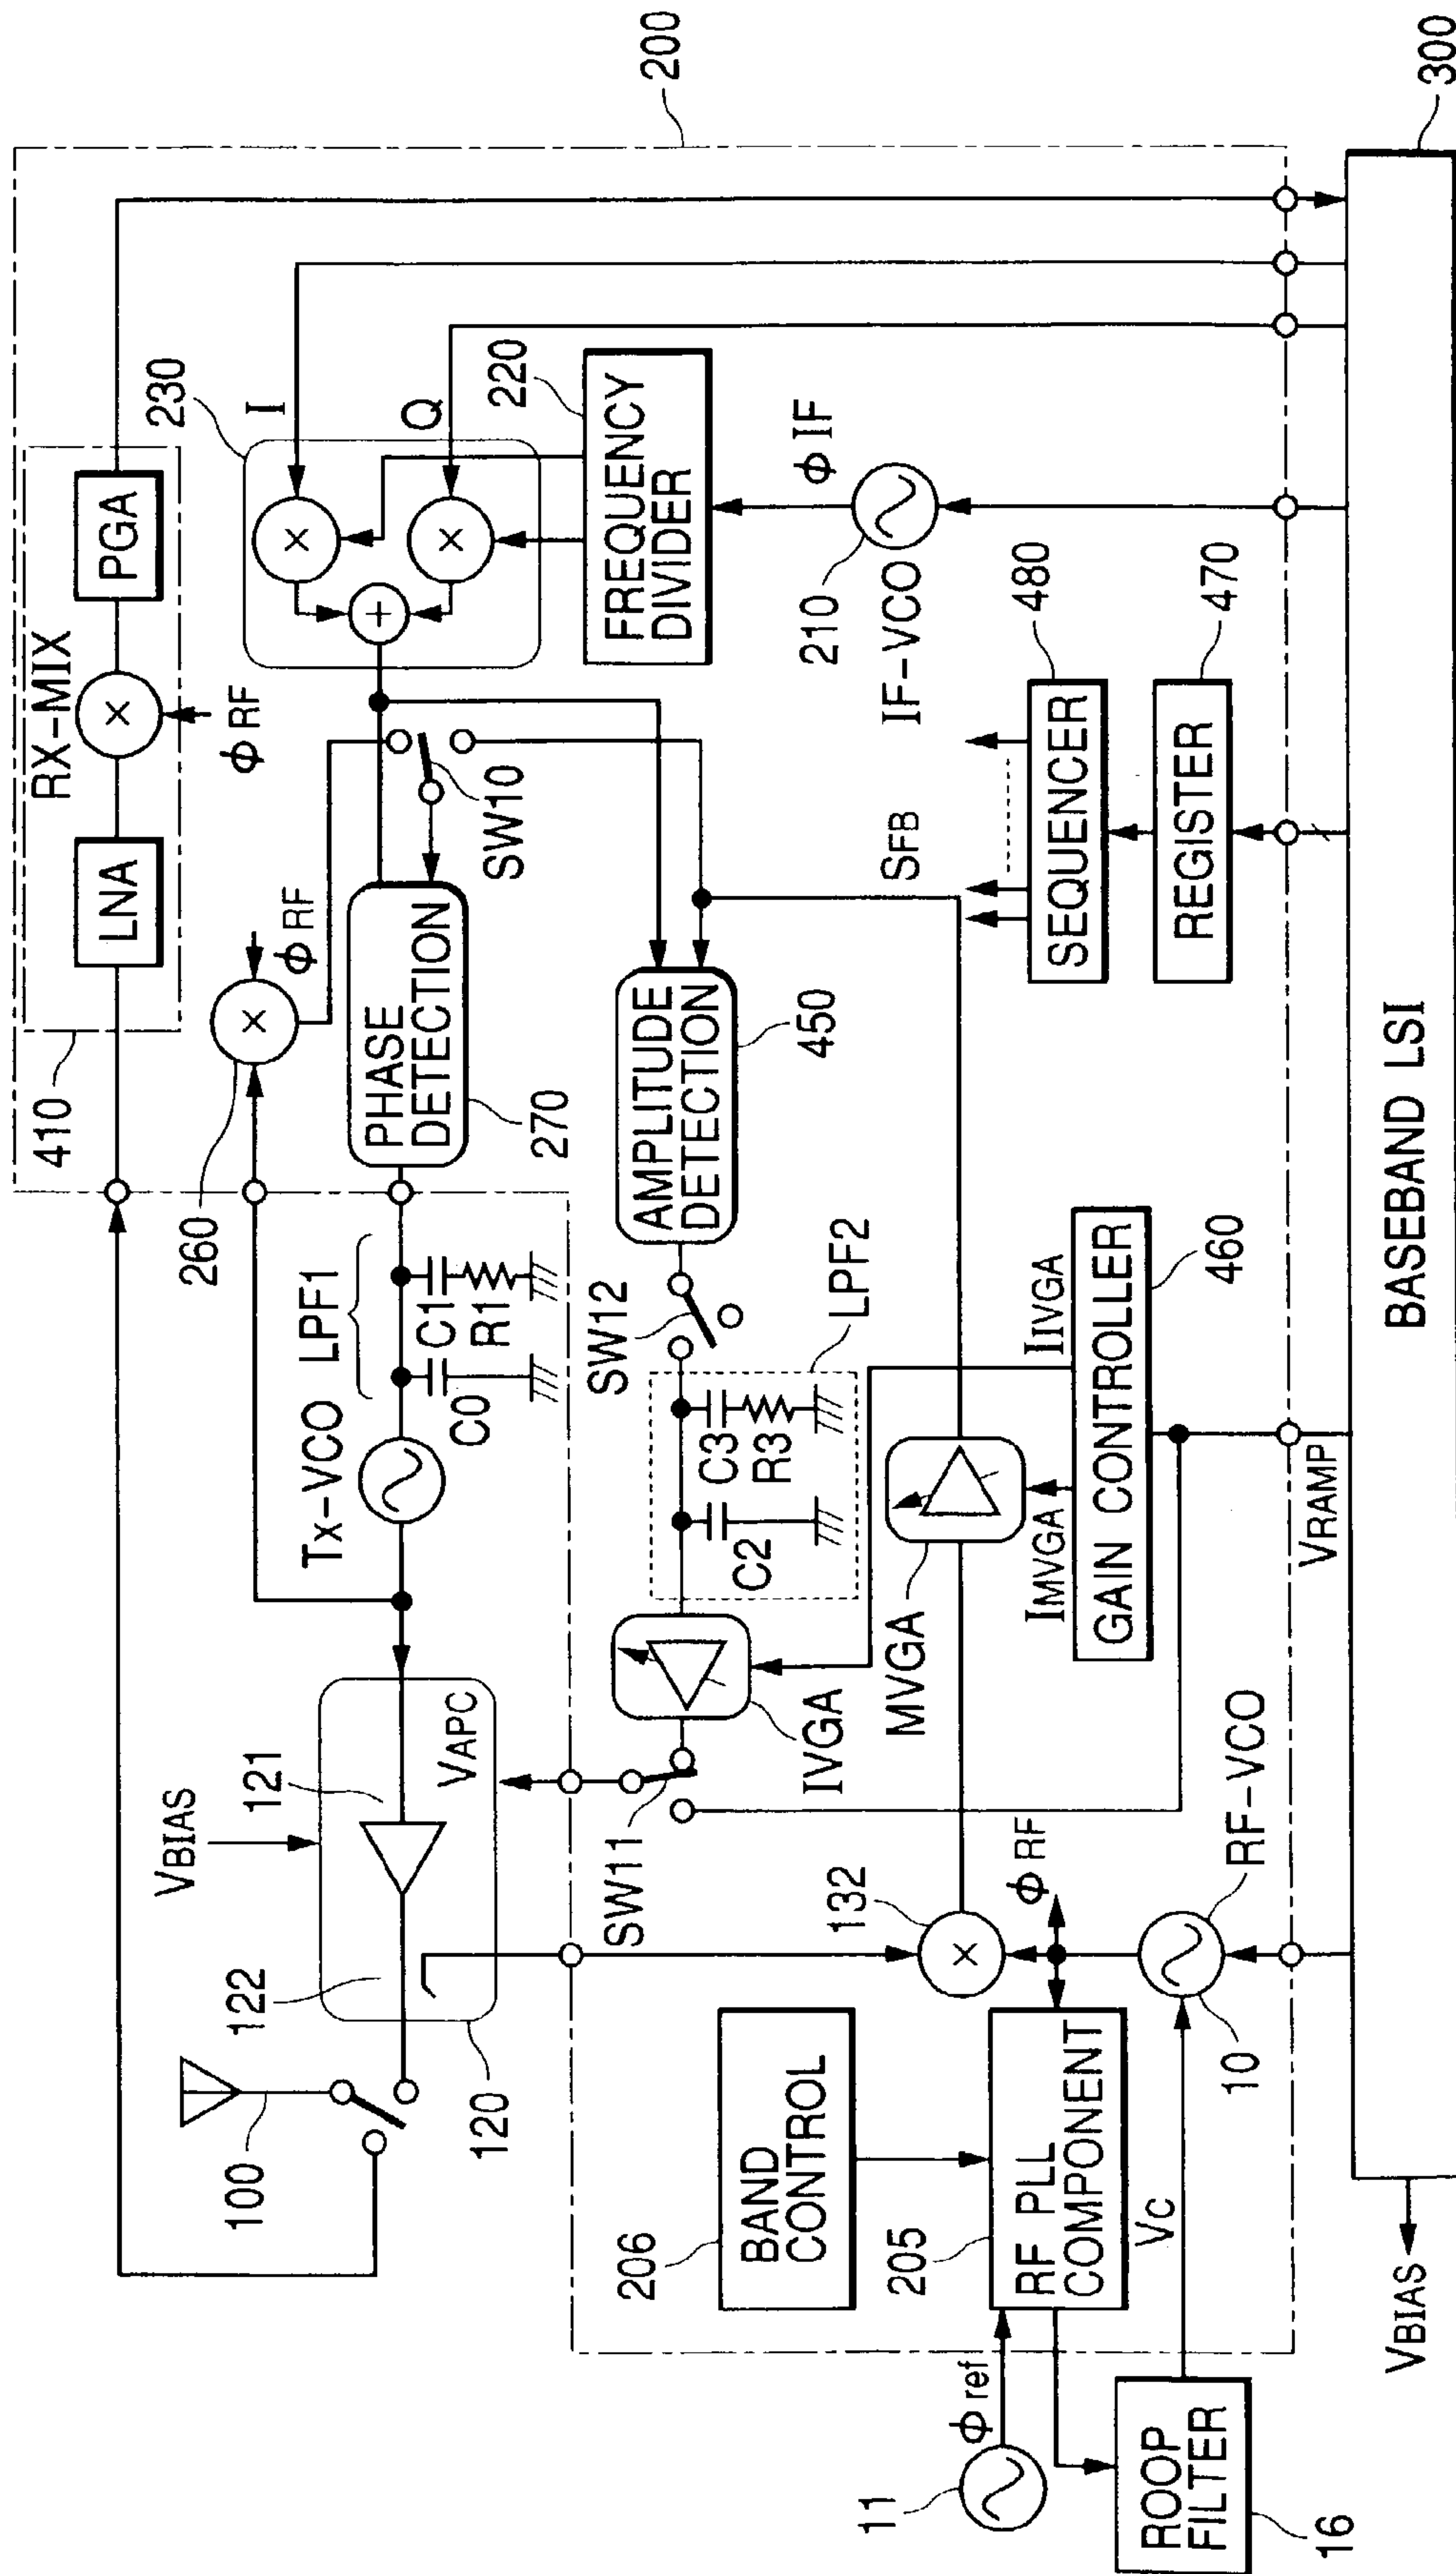 200
300
RX-MIX
LNA
PGA
410
ΦRF
230
I
Q
220
FREQUENCY
DIVIDER
ΦIF
210
IF-VCO
260
ΦRF
SW10
PHASE
DETECTION
270
AMPLITUDE
DETECTION
450
SFB
SEQUENCER
480
REGISTER
470
LPF1
C1
R1
C0
Tx-VCO
SW12
LPF2
C3
R3
C2
IIVGA
IMVGA
GAIN CONTROLLER
460
VRAMP
IVGA
MVGA
VBIAS
121
122
VAPC
120
100
SW11
132
ΦRF
RF-VCO
10
BAND
CONTROL
206
RF PLL
COMPONENT
205
Vc
Φref
11
ROOP
FILTER
16
BASEBAND LSI
VBIAS